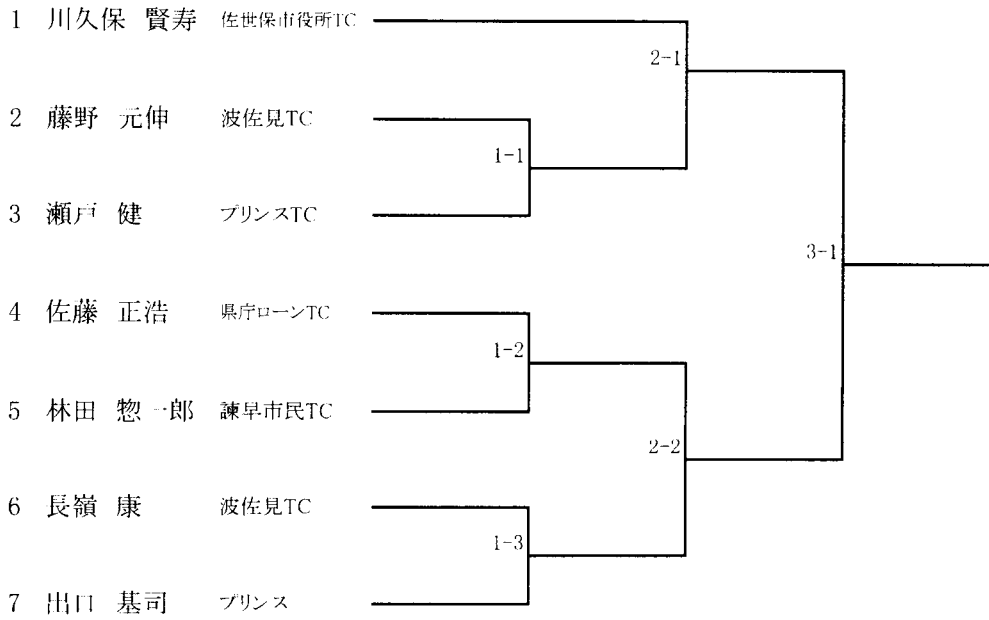 1 川久保 賢寿 佐世保市役所TC
2-1
2 藤野 元伸 波佐見TC
1-1
3 瀬戸 健 プリンスTC
3-1
4 佐藤 正浩 県庁ローンTC
1-2
5 林田 惣一郎 諫早市民TC
2-2
6 長嶺 康 波佐見TC
1-3
7 出口 基司 プリンス